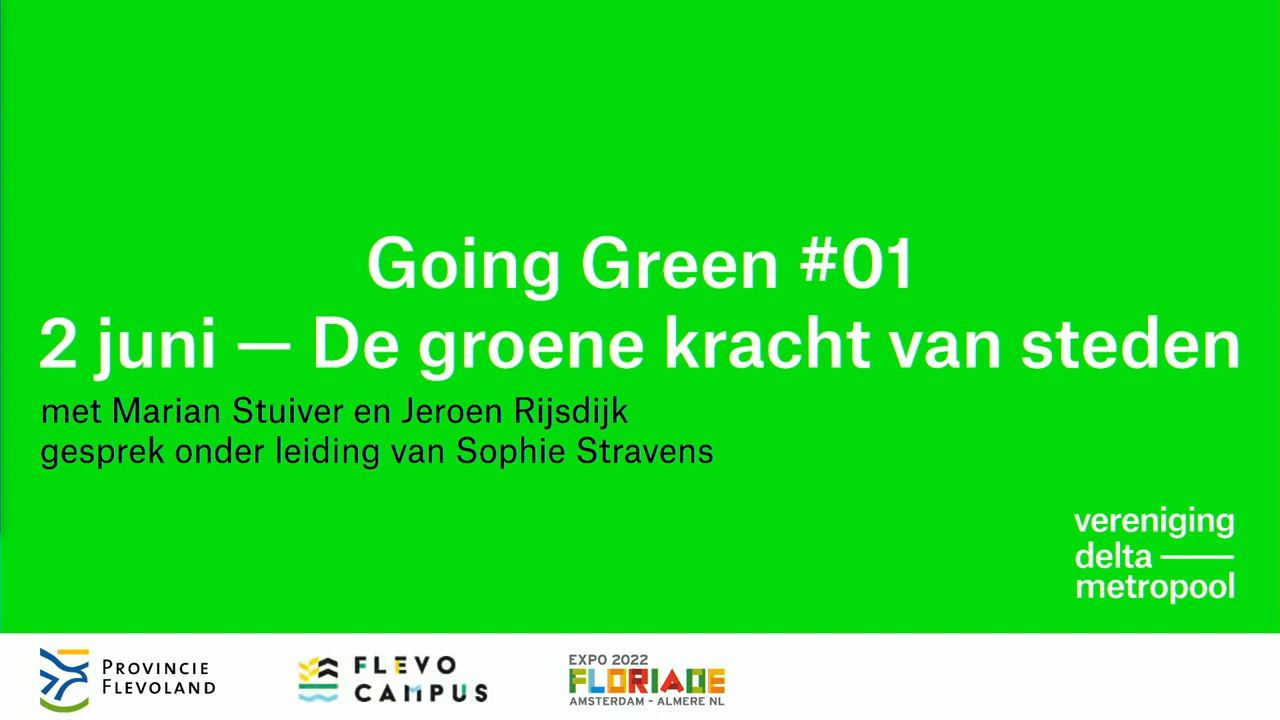 Going Green #01
2 juni — De groene kracht van steden
met Marian Stuiver en Jeroen Rijsdijk
gesprek onder leiding van Sophie Stravens
vereniging
delta
metropool
PROVINCIE
FLEVOLAND
FLEVO
CAMPUS
EXPO 2022
FLORIADE
AMSTERDAM - ALMERE NL